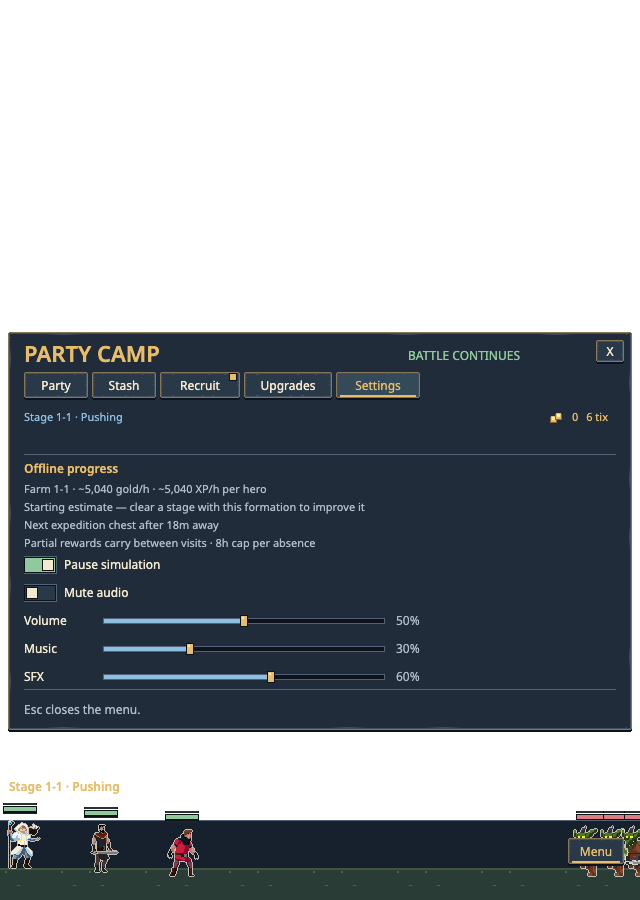 PARTY CAMP
BATTLE CONTINUES
X
Party Stash Recruit Upgrades Settings
Stage 1-1 · Pushing
0 6 tix
Offline progress
Farm 1-1 · ~5,040 gold/h · ~5,040 XP/h per hero
Starting estimate — clear a stage with this formation to improve it
Next expedition chest after 18m away
Partial rewards carry between visits · 8h cap per absence
Pause simulation
Mute audio
Volume 50%
Music 30%
SFX 60%
Esc closes the menu.
Stage 1-1 · Pushing
Menu